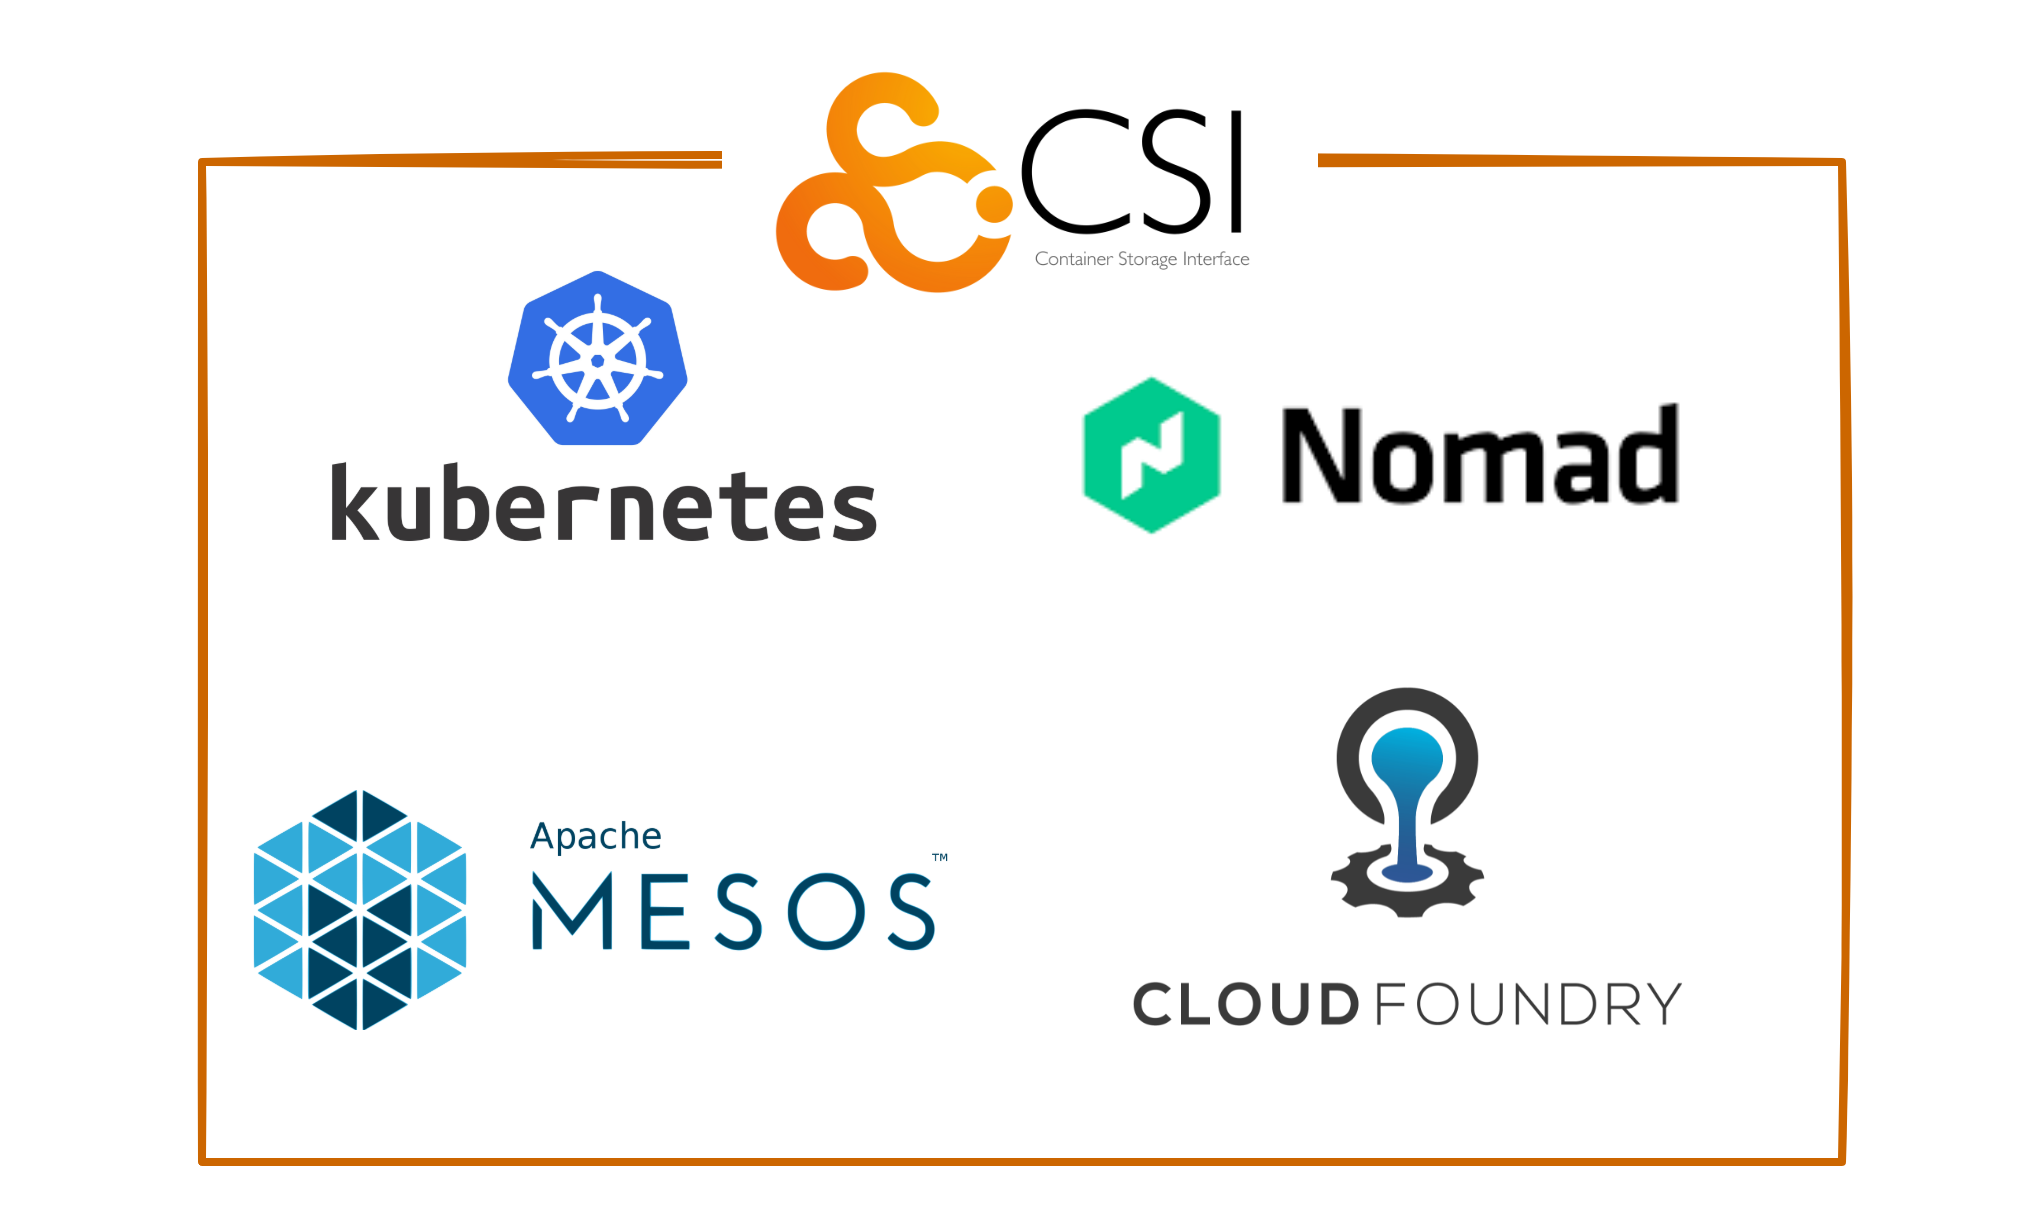 CSI
Container Storage Interface
kubernetes
Nomad
Apache
MESOS™
CLOUD FOUNDRY